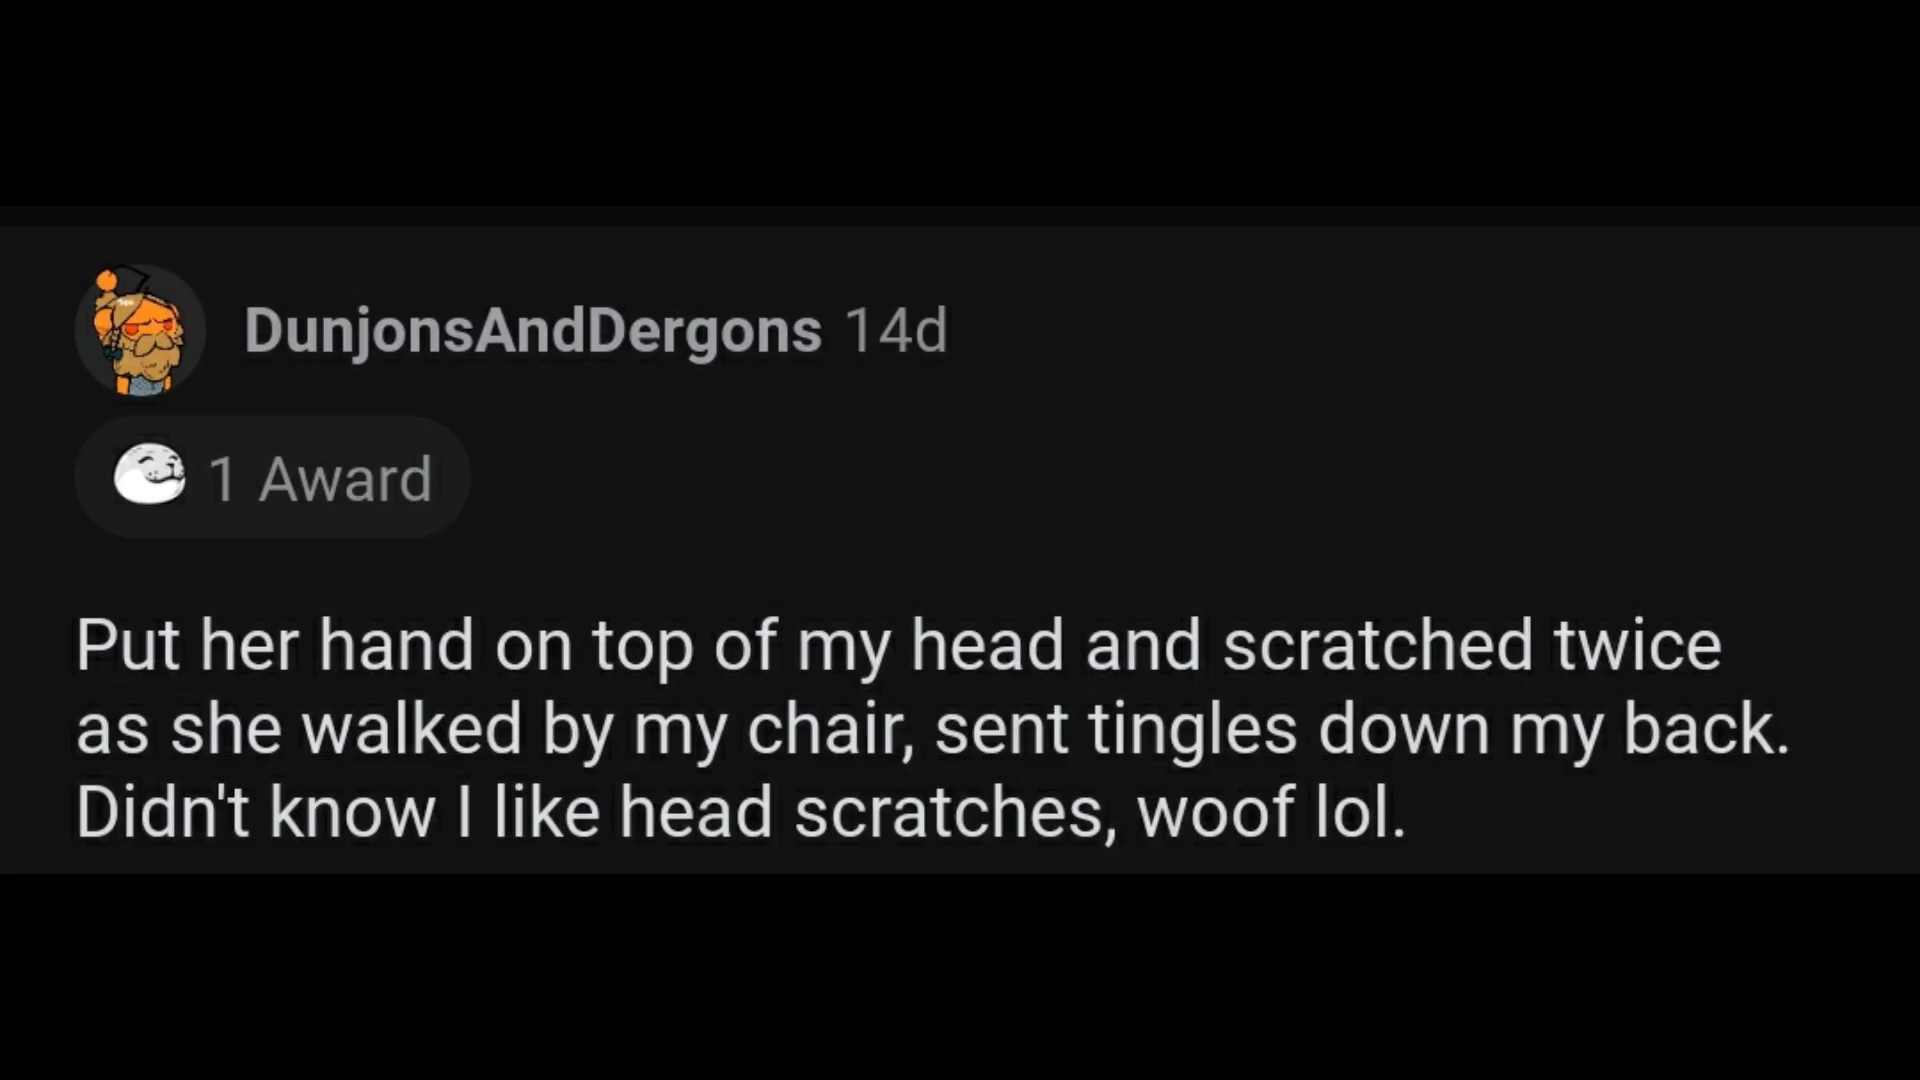 DunjonsAndDergons 14d
1 Award
Put her hand on top of my head and scratched twice
as she walked by my chair, sent tingles down my back.
Didn't know I like head scratches, woof lol.